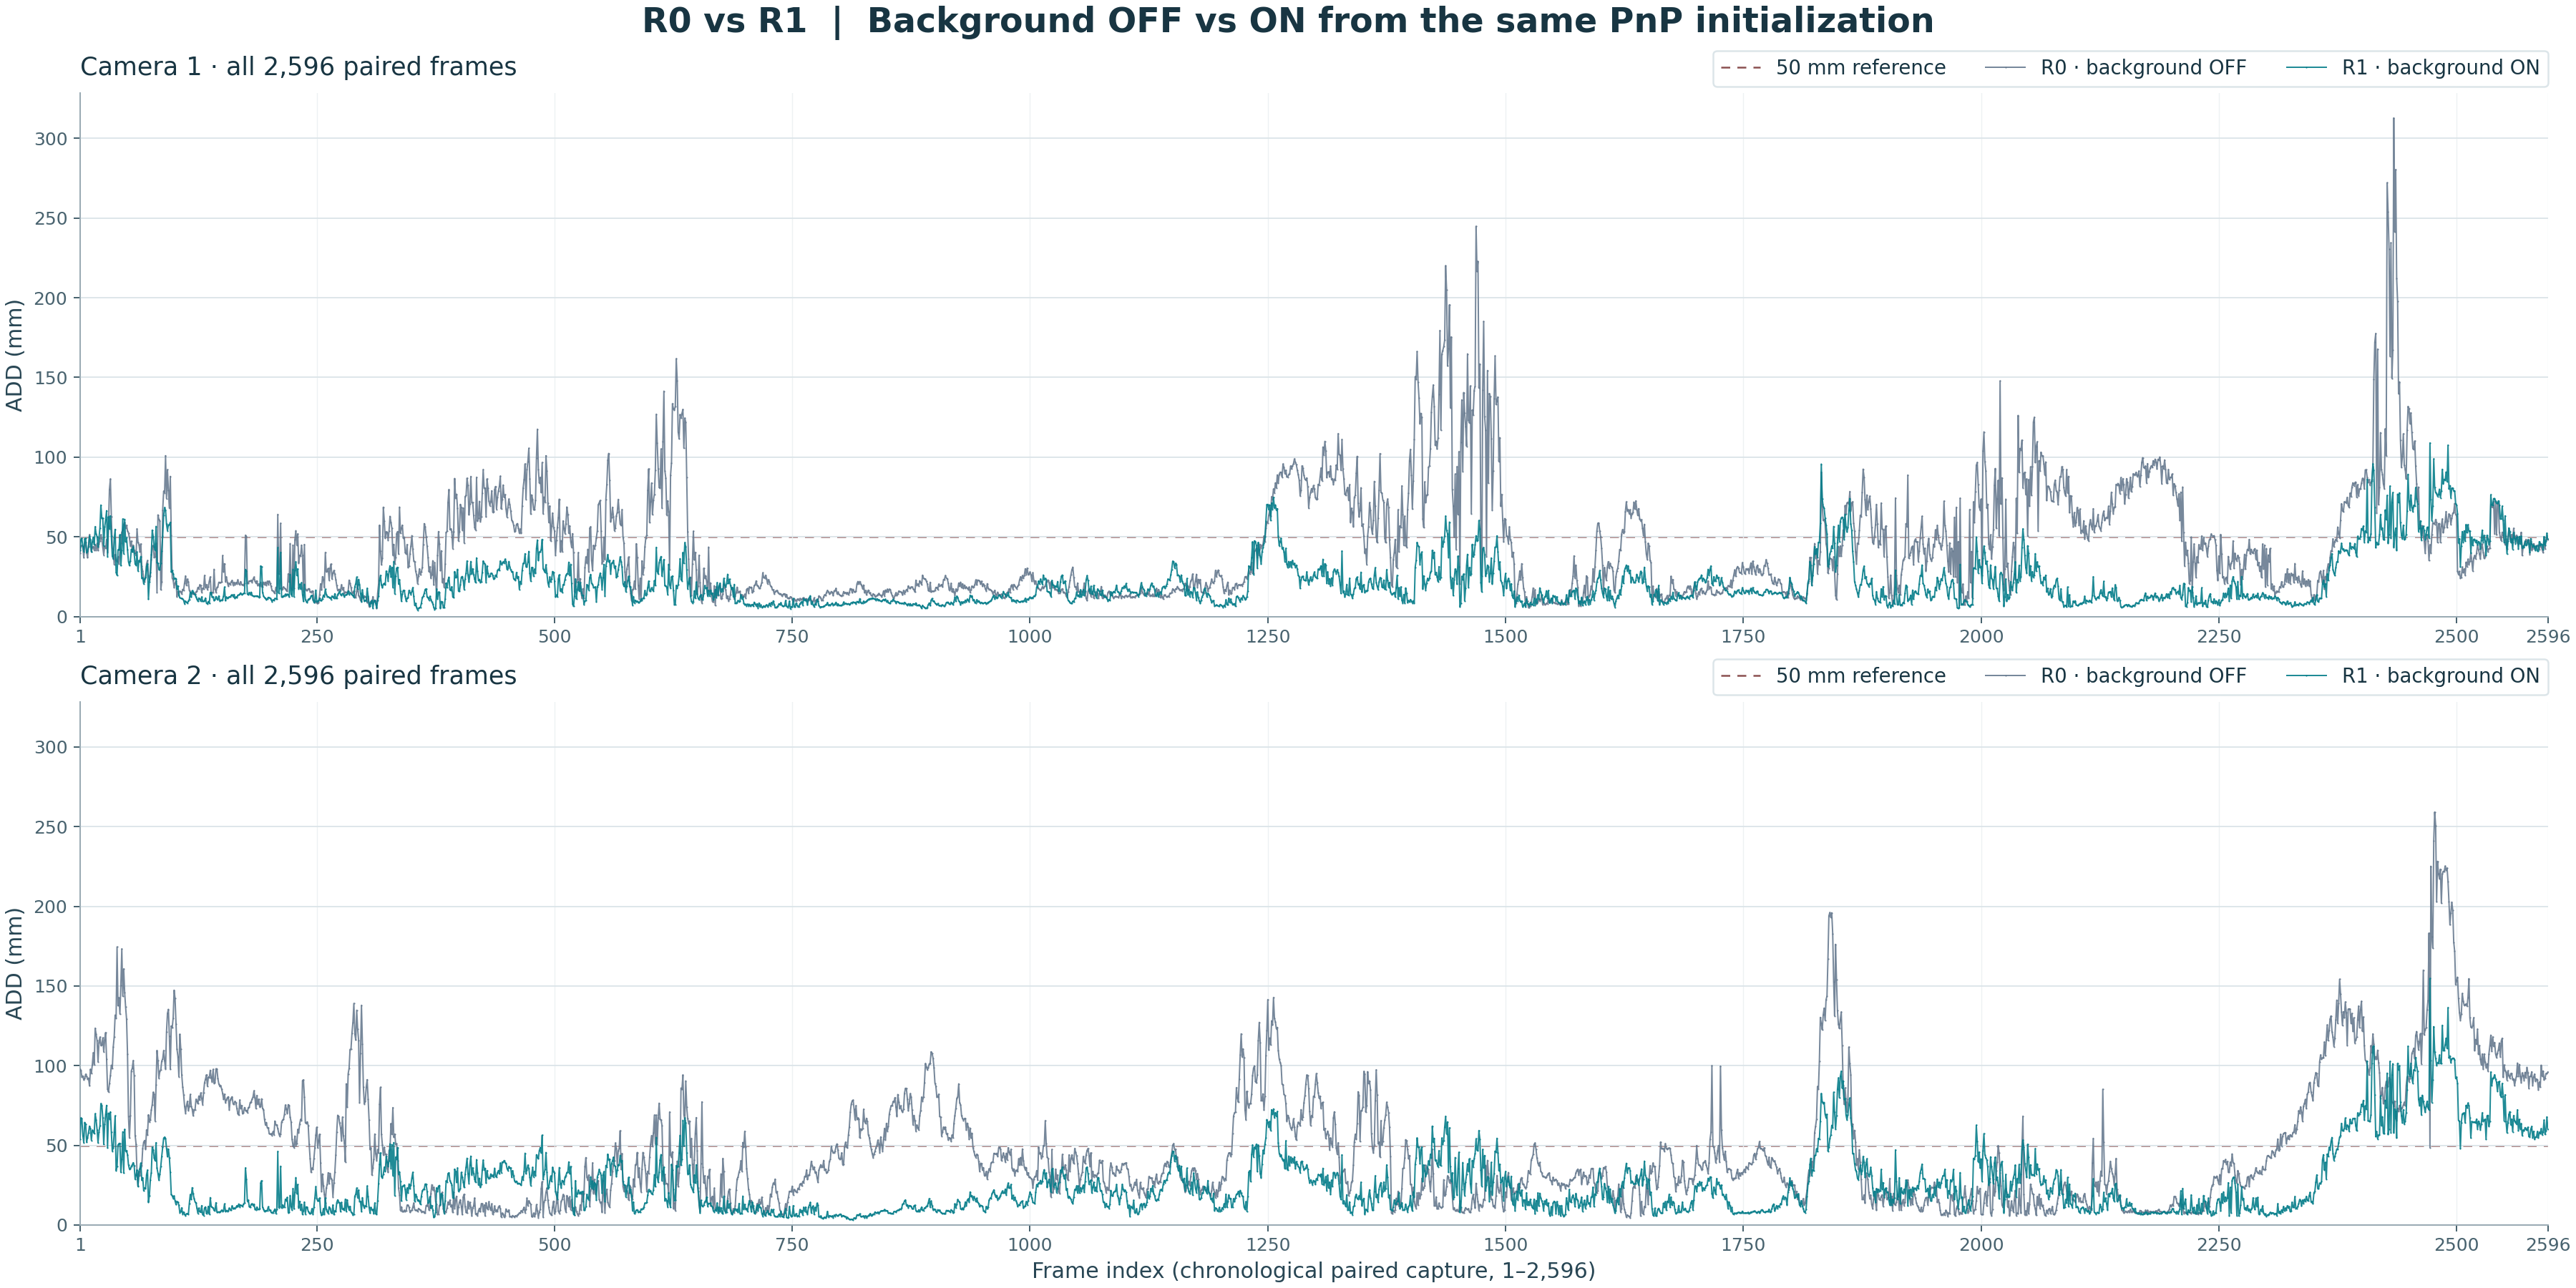 R0 vs R1 | Background OFF vs ON from the same PnP initialization
Camera 1 · all 2,596 paired frames
50 mm reference R0 · background OFF R1 · background ON
ADD (mm)
300
250
200
150
100
50
0
1 250 500 750 1000 1250 1500 1750 2000 2250 2500 2596
Camera 2 · all 2,596 paired frames
50 mm reference R0 · background OFF R1 · background ON
ADD (mm)
300
250
200
150
100
50
0
1 250 500 750 1000 1250 1500 1750 2000 2250 2500 2596
Frame index (chronological paired capture, 1–2,596)